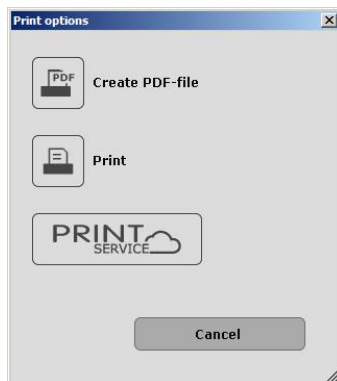 Print options
PDF
Create PDF-file
Print
PRINT
SERVICE
Cancel